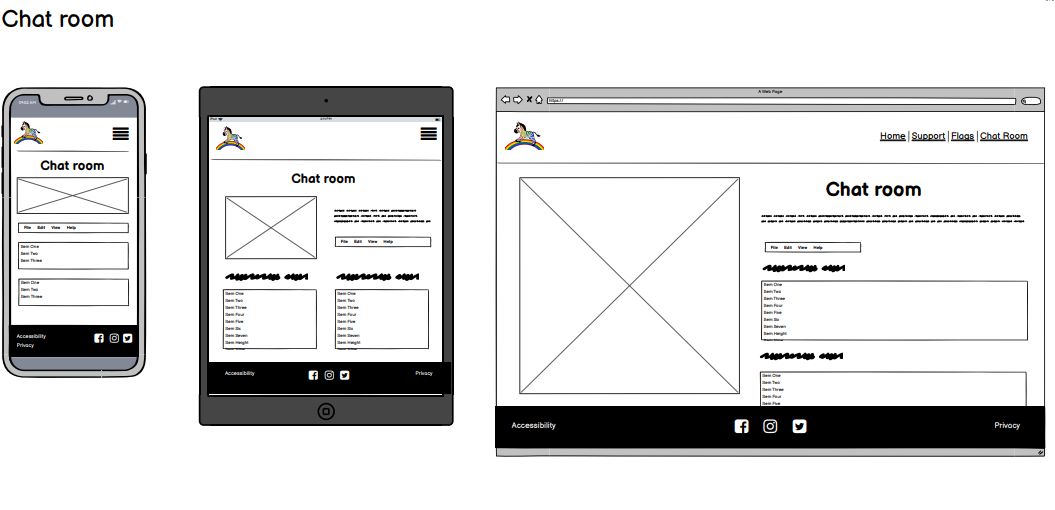 Chat room
09:02 AM
Chat room
File Edit View Help
Item One
Item Two
Item Three
Item One
Item Two
Item Three
Accessibility
Privacy
Chat room
File Edit View Help
Item One
Item Two
Item Three
Item Four
Item Five
Item Six
Item Seven
Item Height
Item One
Item Two
Item Three
Item Four
Item Five
Item Six
Item Seven
Item Height
Accessibility
Privacy
A Web Page
https://
Home | Support | Flags | Chat Room
Chat room
File Edit View Help
Item One
Item Two
Item Three
Item Four
Item Five
Item Six
Item Seven
Item Height
Item One
Item Two
Item Three
Item Four
Item Five
Accessibility
Privacy